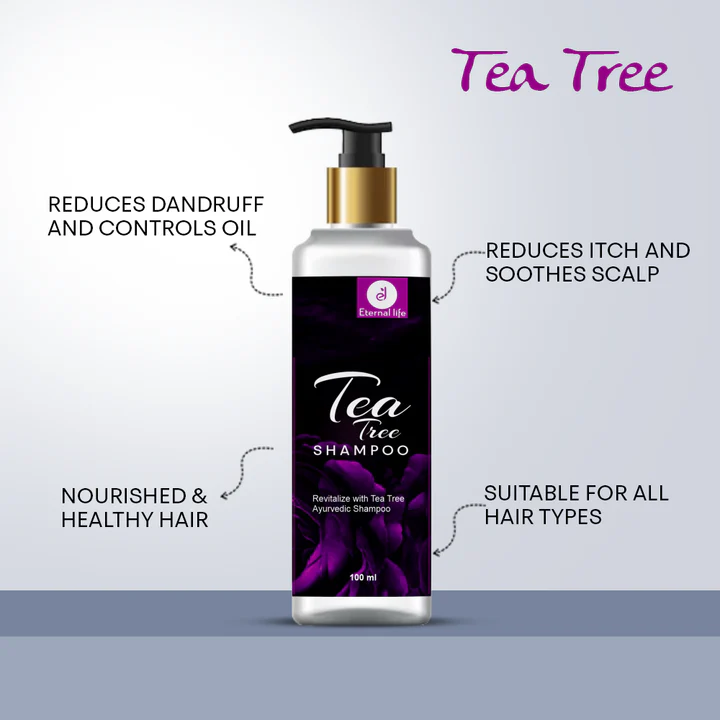 Tea Tree
REDUCES DANDRUFF
AND CONTROLS OIL
REDUCES ITCH AND
SOOTHES SCALP
Eternal life
Tea
Tree
SHAMPOO
NOURISHED &
HEALTHY HAIR
Revitalize with Tea Tree
Ayurvedic Shampoo
SUITABLE FOR ALL
HAIR TYPES
100 ml